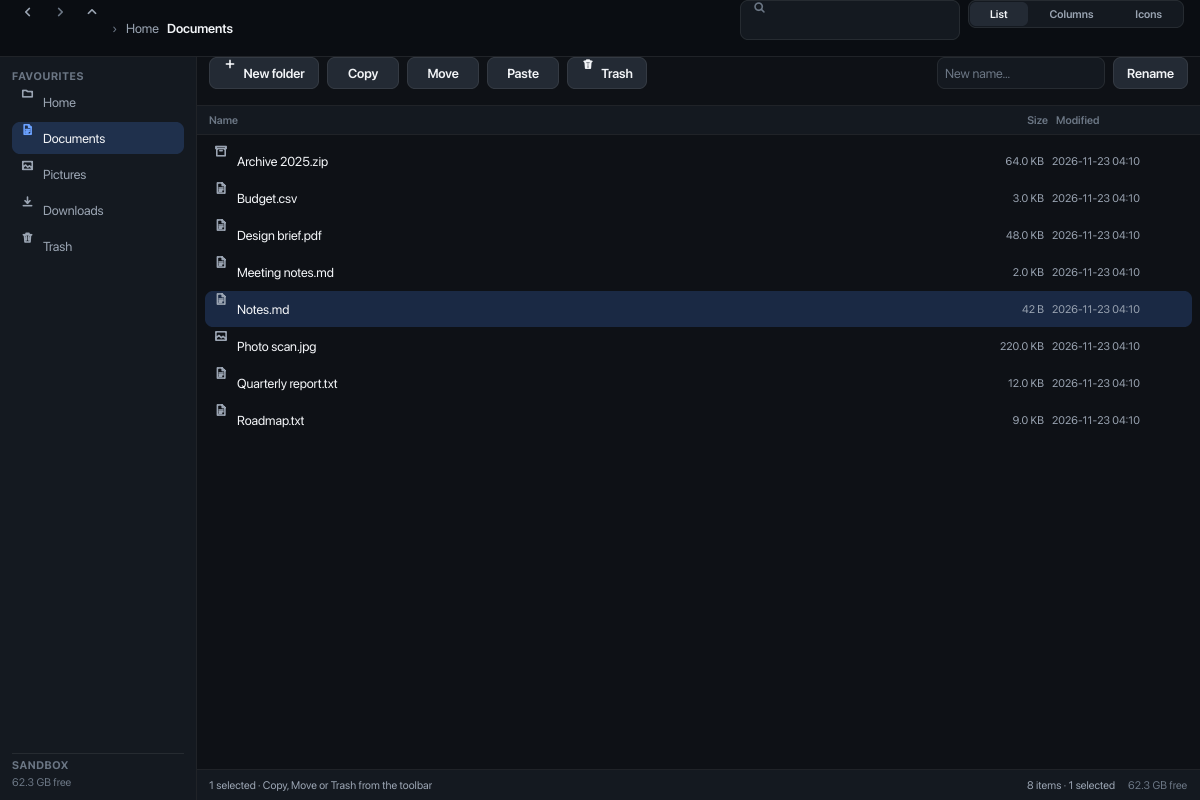 › Home Documents
List Columns Icons
FAVOURITES
Home
Documents
Pictures
Downloads
Trash
New folder Copy Move Paste Trash New name... Rename
Name Size Modified
Archive 2025.zip 64.0 KB 2026-11-23 04:10
Budget.csv 3.0 KB 2026-11-23 04:10
Design brief.pdf 48.0 KB 2026-11-23 04:10
Meeting notes.md 2.0 KB 2026-11-23 04:10
Notes.md 42 B 2026-11-23 04:10
Photo scan.jpg 220.0 KB 2026-11-23 04:10
Quarterly report.txt 12.0 KB 2026-11-23 04:10
Roadmap.txt 9.0 KB 2026-11-23 04:10
SANDBOX
62.3 GB free
1 selected · Copy, Move or Trash from the toolbar 8 items · 1 selected 62.3 GB free